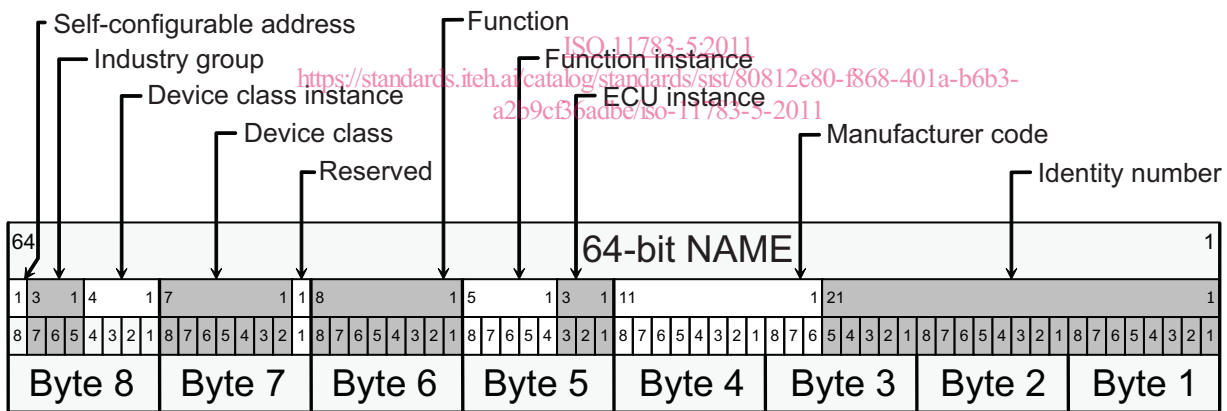 Self-configurable address
Function
ISO 11783-5:2011
Industry group
Function instance
https://standards.iteh.ai/catalog/standards/sist/80812e80-f868-401a-b6b3-
Device class instance
ECU instance
a2b9cf36adbe/iso-11783-5-2011
Device class
Manufacturer code
Reserved
Identity number
64 64-bit NAME 1
1 3 1 4 1 7 1 1 8 1 5 1 3 1 11 1 21 1
8 7 6 5 4 3 2 1 8 7 6 5 4 3 2 1 8 7 6 5 4 3 2 1 8 7 6 5 4 3 2 1 8 7 6 5 4 3 2 1 8 7 6 5 4 3 2 1 8 7 6 5 4 3 2 1 8 7 6 5 4 3 2 1
Byte 8 Byte 7 Byte 6 Byte 5 Byte 4 Byte 3 Byte 2 Byte 1